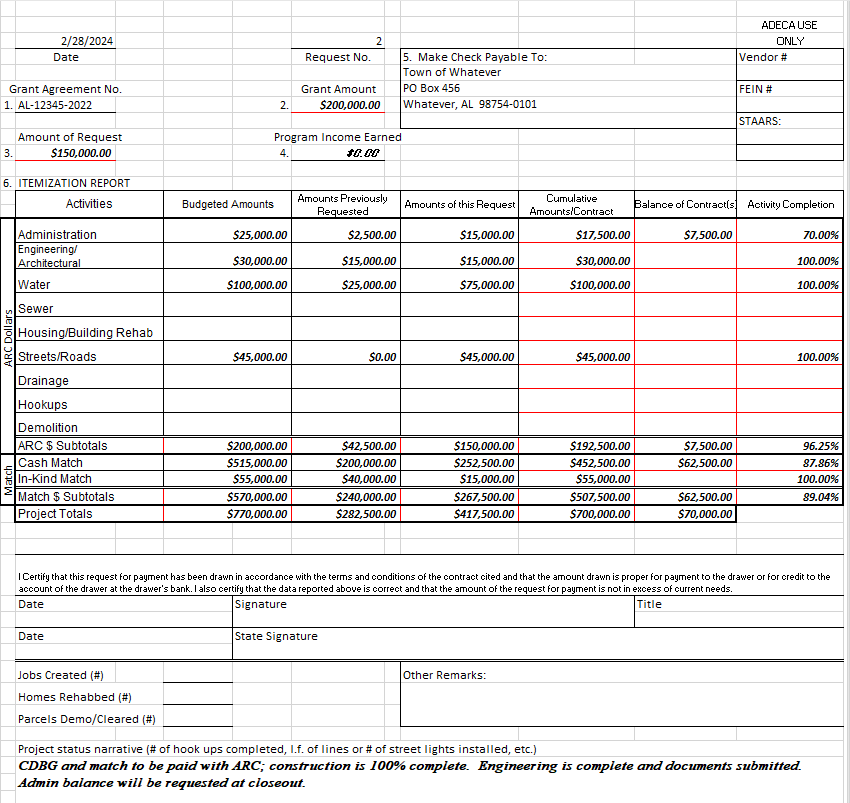 ADECA USE
2/28/2024 2 ONLY
Date Request No. 5. Make Check Payable To: Vendor #
Town of Whatever
Grant Agreement No. Grant Amount PO Box 456 FEIN #
1. AL-12345-2022 2. $200,000.00 Whatever, AL 98754-0101
STAARS:
Amount of Request Program Income Earned
3. $150,000.00 4. $0.00
6. ITEMIZATION REPORT
Activities Budgeted Amounts Amounts Previously Requested Amounts of this Request Cumulative Amounts/Contract Balance of Contract(s) Activity Completion
ARC Dollars
Administration $25,000.00 $2,500.00 $15,000.00 $17,500.00 $7,500.00 70.00%
Engineering/
Architectural $30,000.00 $15,000.00 $15,000.00 $30,000.00 100.00%
Water $100,000.00 $25,000.00 $75,000.00 $100,000.00 100.00%
Sewer
Housing/Building Rehab
Streets/Roads $45,000.00 $0.00 $45,000.00 $45,000.00 100.00%
Drainage
Hookups
Demolition
ARC $ Subtotals $200,000.00 $42,500.00 $150,000.00 $192,500.00 $7,500.00 96.25%
Match
Cash Match $515,000.00 $200,000.00 $252,500.00 $452,500.00 $62,500.00 87.86%
In-Kind Match $55,000.00 $40,000.00 $15,000.00 $55,000.00 100.00%
Match $ Subtotals $570,000.00 $240,000.00 $267,500.00 $507,500.00 $62,500.00 89.04%
Project Totals $770,000.00 $282,500.00 $417,500.00 $700,000.00 $70,000.00
I Certify that this request for payment has been drawn in accordance with the terms and conditions of the contract cited and that the amount drawn is proper for payment to the drawer or for credit to the
account of the drawer at the drawer's bank. I also certify that the data reported above is correct and that the amount of the request for payment is not in excess of current needs.
Date Signature Title
Date State Signature
Jobs Created (#) Other Remarks:
Homes Rehabbed (#)
Parcels Demo/Cleared (#)
Project status narrative (# of hook ups completed, l.f. of lines or # of street lights installed, etc.)
CDBG and match to be paid with ARC; construction is 100% complete. Engineering is complete and documents submitted.
Admin balance will be requested at closeout.